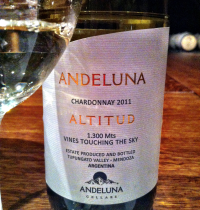 ANDELUNA
CHARDONNAY 2011
ALTITUD
1.300 Mts
VINES TOUCHING THE SKY
ESTATE PRODUCED AND BOTTLED
TUPUNGATO VALLEY - MENDOZA
ARGENTINA
ANDELUNA
CELLARS